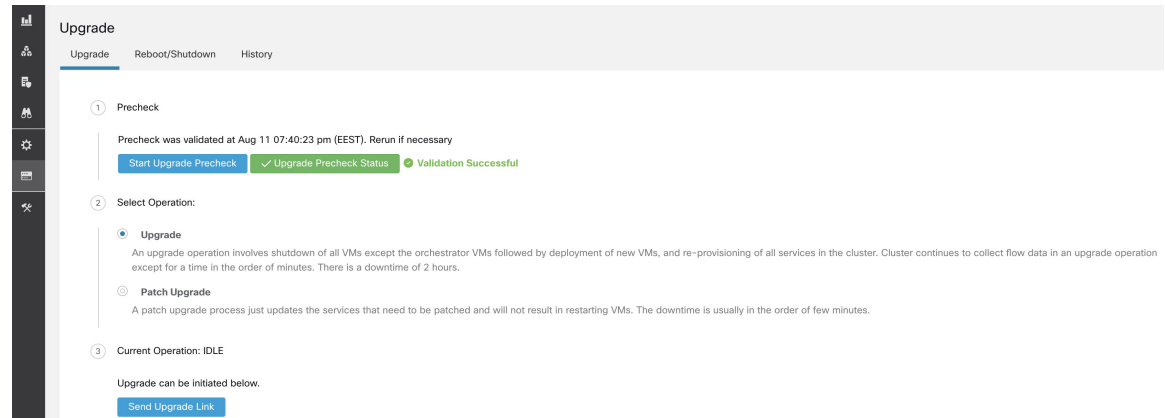 Upgrade
Upgrade Reboot/Shutdown History
1 Precheck
Precheck was validated at Aug 11 07:40:23 pm (EEST). Rerun if necessary
Start Upgrade Precheck ✓ Upgrade Precheck Status Validation Successful
2 Select Operation:
Upgrade
An upgrade operation involves shutdown of all VMs except the orchestrator VMs followed by deployment of new VMs, and re-provisioning of all services in the cluster. Cluster continues to collect flow data in an upgrade operation
except for a time in the order of minutes. There is a downtime of 2 hours.
Patch Upgrade
A patch upgrade process just updates the services that need to be patched and will not result in restarting VMs. The downtime is usually in the order of few minutes.
3 Current Operation: IDLE
Upgrade can be initiated below.
Send Upgrade Link